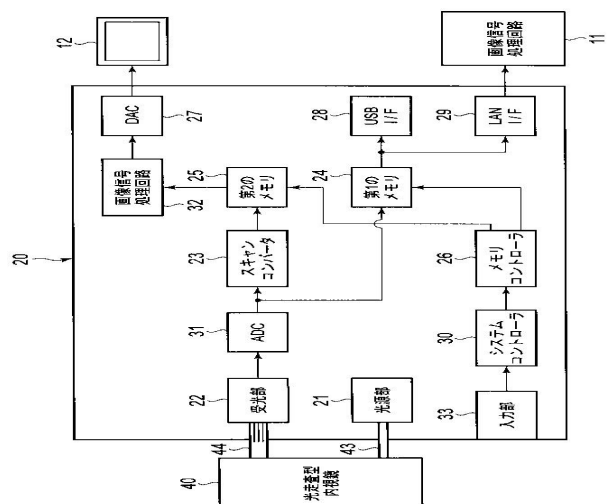 20
12
11
画像信号
処理回路
DAC
27
画像信号
処理回路
32
USB
I/F
28
LAN
I/F
29
第2の
メモリ
25
第1の
メモリ
24
スキャン
コンバータ
23
メモリ
コントローラ
26
ADC
31
システム
コントローラ
30
受光部
22
光源部
21
入力部
33
44
43
光走査型
内視鏡
40